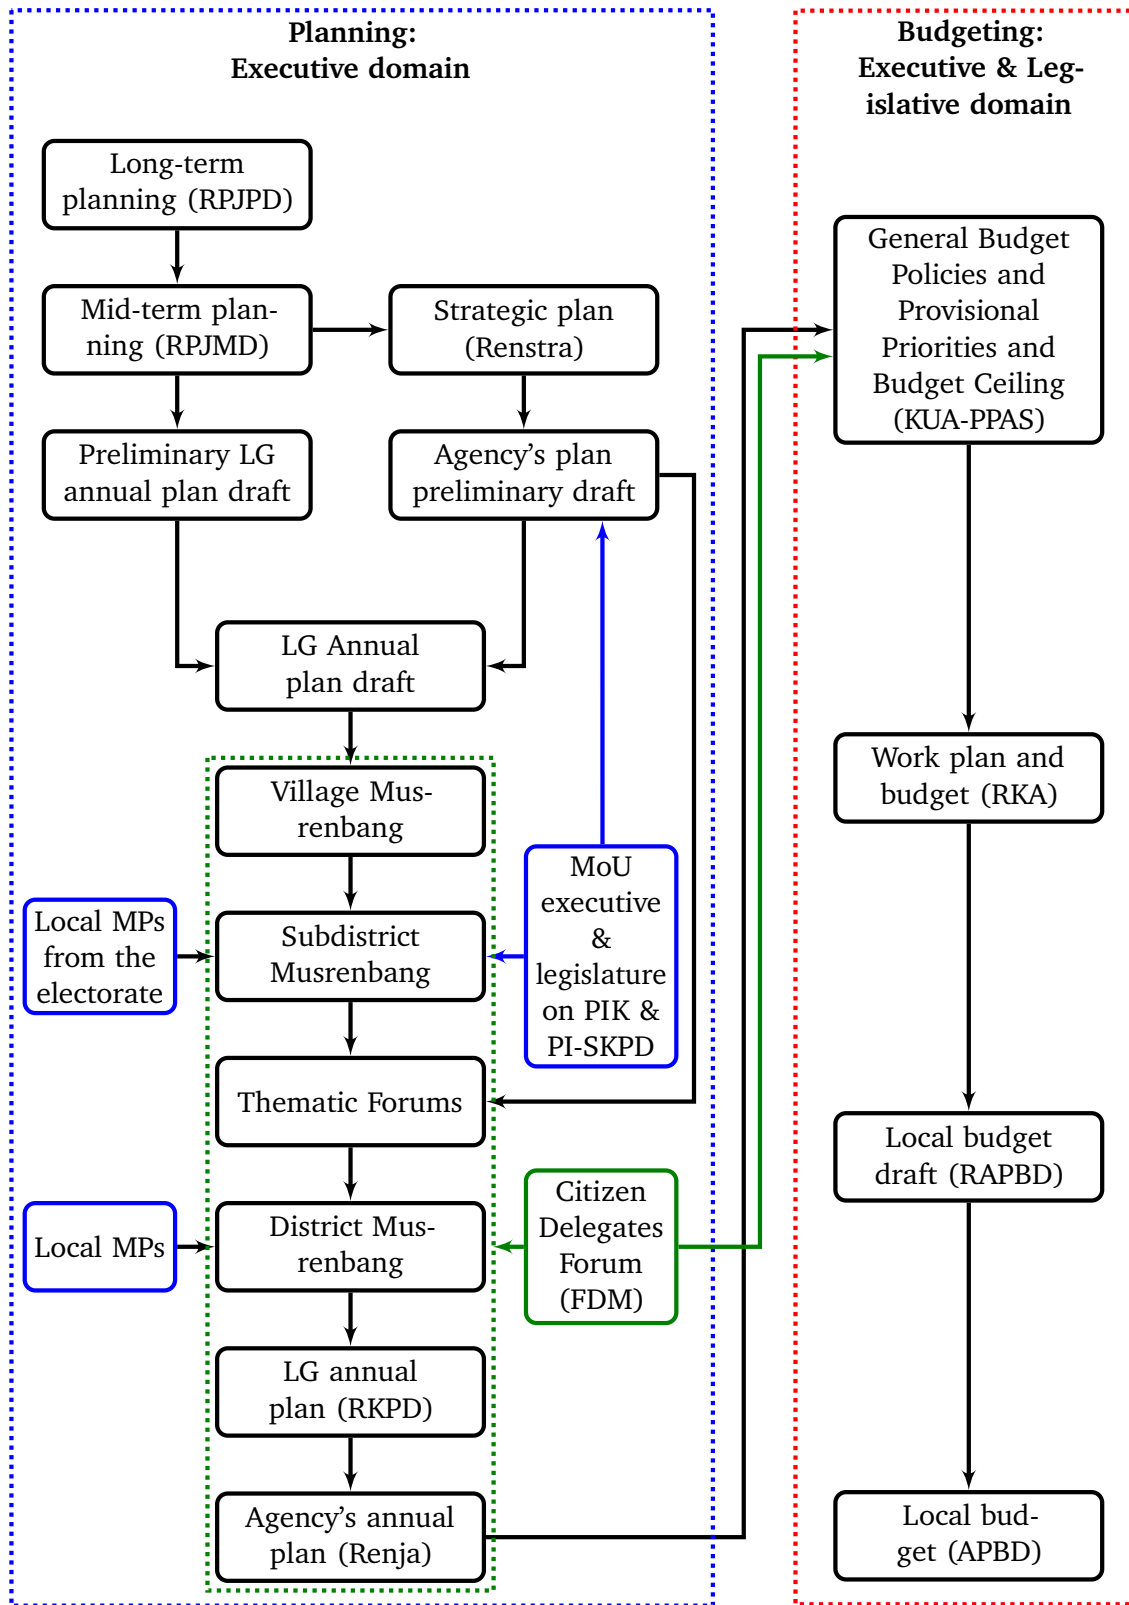 Planning:
Executive domain
Budgeting:
Executive & Leg-
islative domain
Long-term
planning (RPJPD)
Mid-term plan-
ning (RPJMD)
Strategic plan
(Renstra)
General Budget
Policies and
Provisional
Priorities and
Budget Ceiling
(KUA-PPAS)
Preliminary LG
annual plan draft
Agency’s plan
preliminary draft
LG Annual
plan draft
Village Mus-
renbang
Work plan and
budget (RKA)
Local MPs
from the
electorate
Subdistrict
Musrenbang
MoU
executive
&
legislature
on PIK &
PI-SKPD
Thematic Forums
Local budget
draft (RAPBD)
Local MPs
District Mus-
renbang
Citizen
Delegates
Forum
(FDM)
LG annual
plan (RKPD)
Agency’s annual
plan (Renja)
Local bud-
get (APBD)